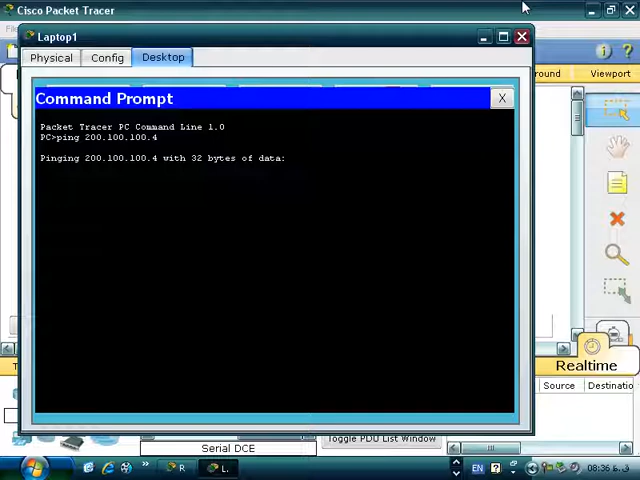 Cisco Packet Tracer
Laptop1
Physical
Config
Desktop
Viewport
Command Prompt
X
Packet Tracer PC Command Line 1.0
PC>ping 200.100.100.4
Pinging 200.100.100.4 with 32 bytes of data:
Realtime
Source
Destinatio
Toggle PDU List Window
Serial DCE
R
L.
EN
08:36